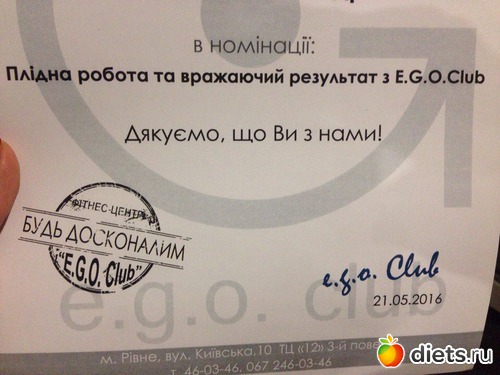 в номінації:
Плідна робота та вражаючий результат з E.G.O.Club
Дякуємо, що Ви з нами!
ФІТНЕС-ЦЕНТР
БУДЬ ДОСКОНАЛИМ
"E.G.O. Club"
e.g.o. Club
21.05.2016
e.g.o. club
м. Рівне, вул. Київська,10 ТЦ «12» 3-й пове
т. 46-03-46, 067 246-03-46
diets.ru